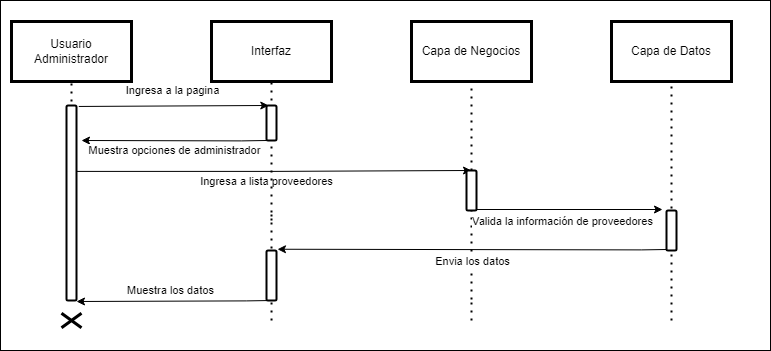 Usuario
Administrador
Interfaz
Capa de Negocios
Capa de Datos
Ingresa a la pagina
Muestra opciones de administrador
Ingresa a lista proveedores
Valida la información de proveedores
Envia los datos
Muestra los datos